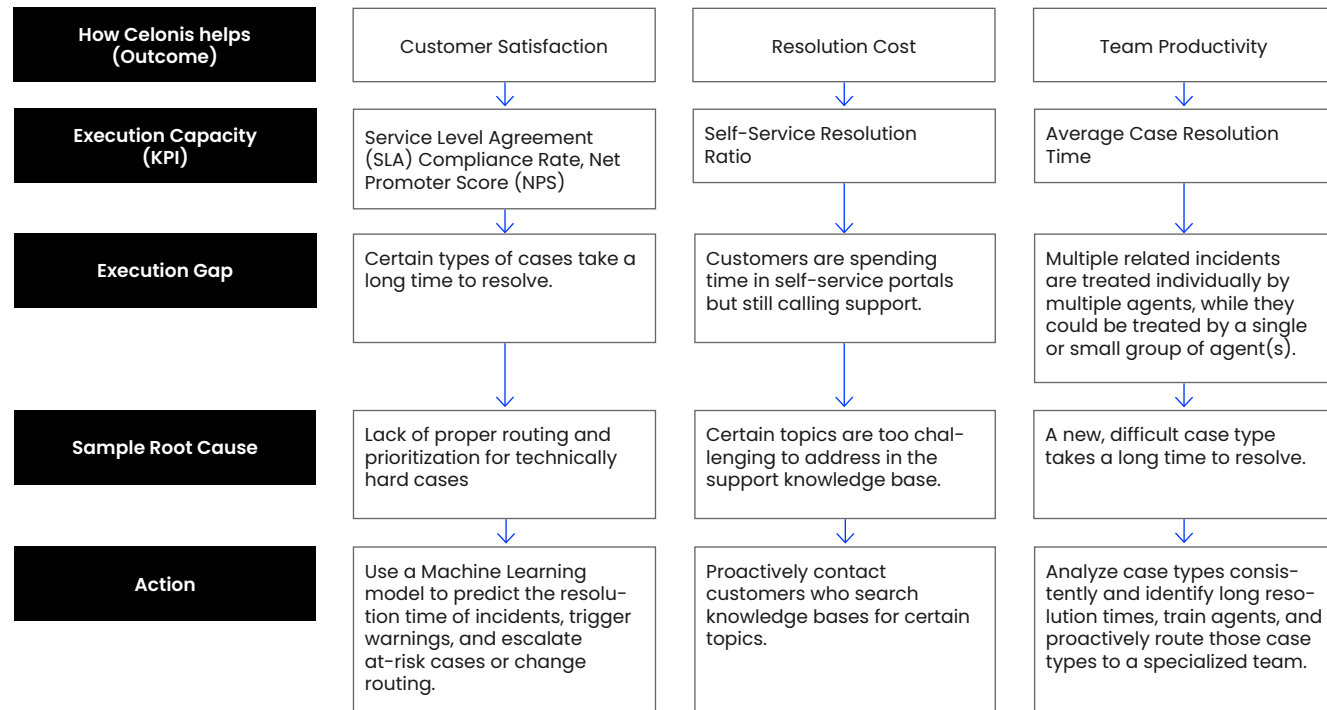 How Celonis helps
(Outcome)
Customer Satisfaction
Resolution Cost
Team Productivity
Execution Capacity
(KPI)
Service Level Agreement
(SLA) Compliance Rate, Net
Promoter Score (NPS)
Self-Service Resolution
Ratio
Average Case Resolution
Time
Execution Gap
Certain types of cases take a
long time to resolve.
Customers are spending
time in self-service portals
but still calling support.
Multiple related incidents
are treated individually by
multiple agents, while they
could be treated by a single
or small group of agent(s).
Sample Root Cause
Lack of proper routing and
prioritization for technically
hard cases
Certain topics are too chal-
lenging to address in the
support knowledge base.
A new, difficult case type
takes a long time to resolve.
Action
Use a Machine Learning
model to predict the resolu-
tion time of incidents, trigger
warnings, and escalate
at-risk cases or change
routing.
Proactively contact
customers who search
knowledge bases for certain
topics.
Analyze case types consis-
tently and identify long reso-
lution times, train agents, and
proactively route those case
types to a specialized team.